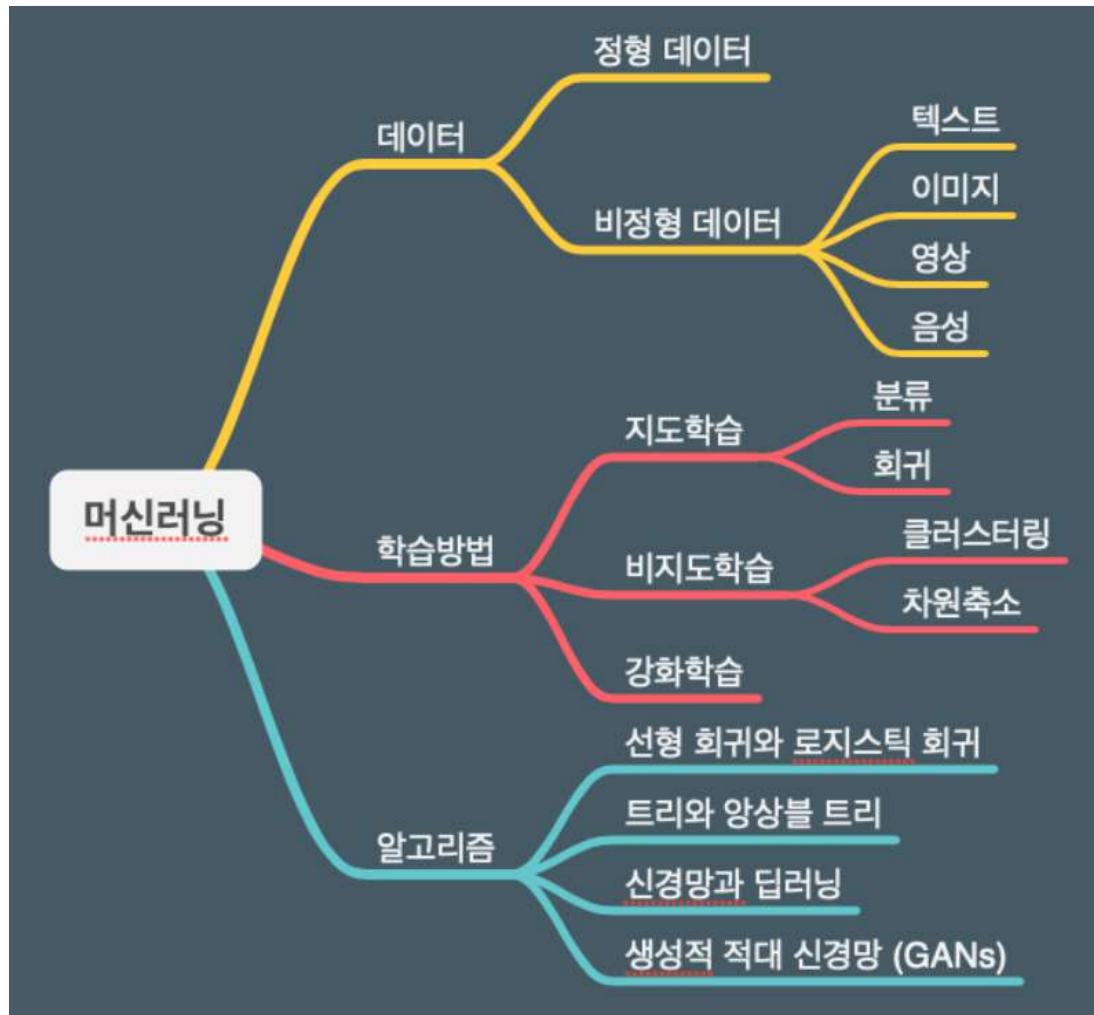 정형 데이터
데이터
텍스트
이미지
비정형 데이터
영상
음성
분류
지도학습
회귀
머신러닝
학습방법
클러스터링
비지도학습
차원축소
강화학습
선형 회귀와 로지스틱 회귀
트리와 앙상블 트리
알고리즘
신경망과 딥러닝
생성적 적대 신경망 (GANs)